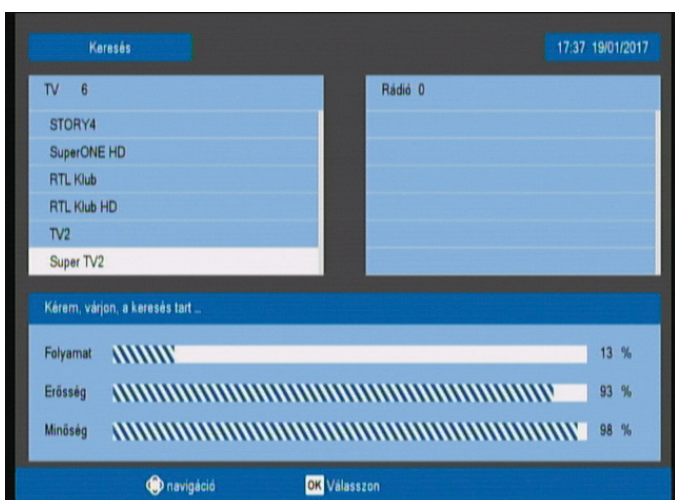 Keresés
17:37 19/01/2017
TV 6
Rádió 0
STORY4
SuperONE HD
RTL Klub
RTL Klub HD
TV2
Super TV2
Kérem, várjon, a keresés tart ...
Folyamat 13 %
Erősség 93 %
Minőség 98 %
navigáció OK Válasszon